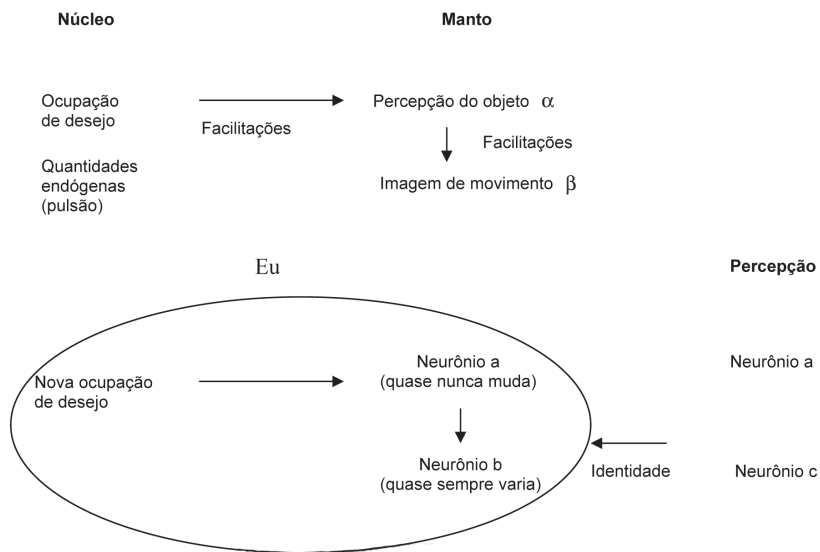 Núcleo
Manto
Ocupação
de desejo
Facilitações
Percepção do objeto α
Facilitações
Quantidades
endógenas
(pulsão)
Imagem de movimento β
Eu
Percepção
Nova ocupação
de desejo
Neurônio a
(quase nunca muda)
Neurônio a
Neurônio b
(quase sempre varia)
Identidade
Neurônio c